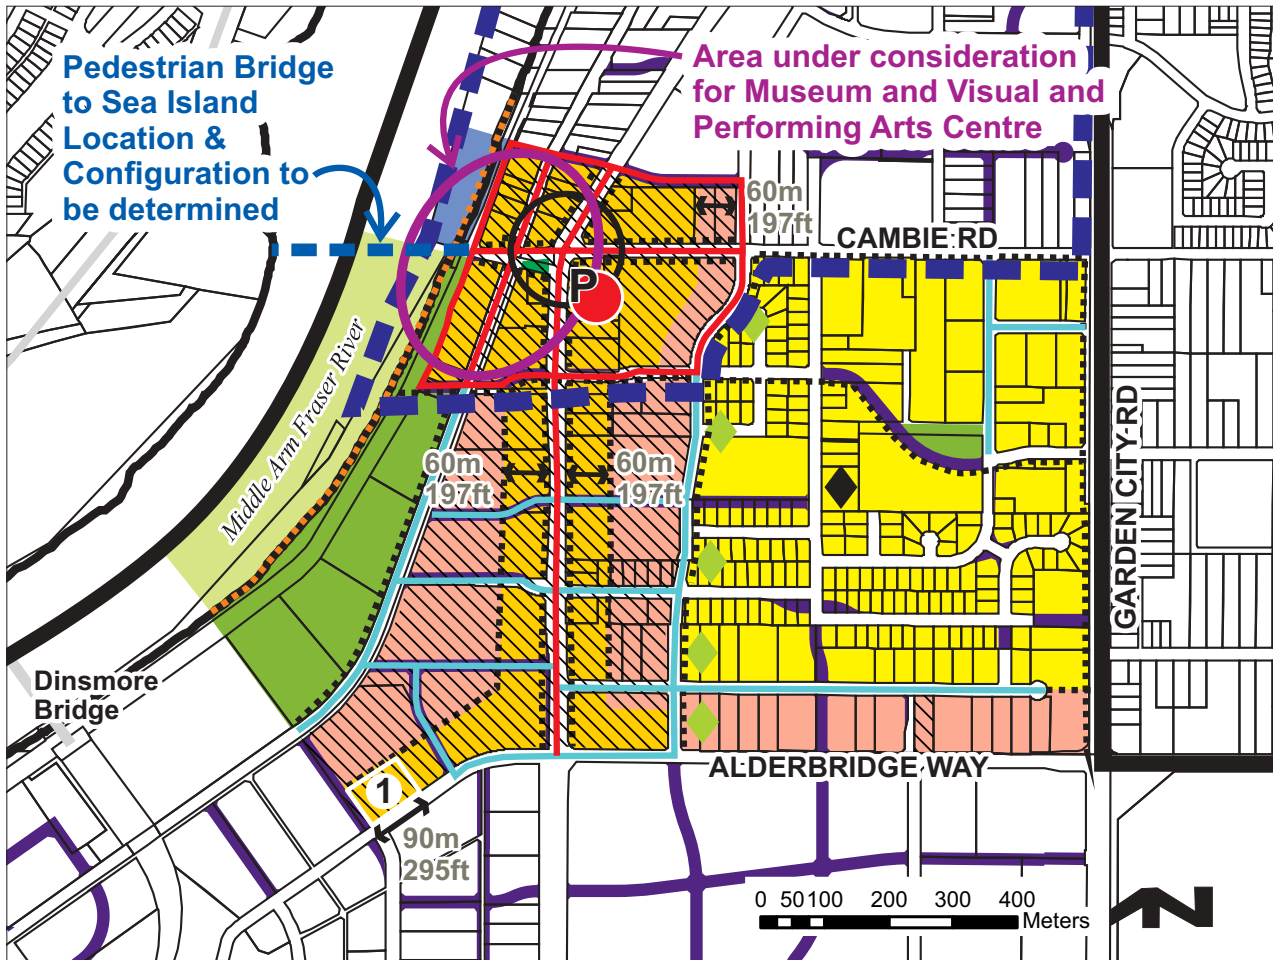 Pedestrian Bridge
to Sea Island
Location &
Configuration to
be determined
Area under consideration
for Museum and Visual and
Performing Arts Centre
60m
197ft
CAMBIE RD
P
Middle Arm Fraser River
60m
197ft
60m
197ft
GARDEN CITY RD
Dinsmore
Bridge
ALDERBRIDGE WAY
1
90m
295ft
0 50 100 200 300 400
Meters
N